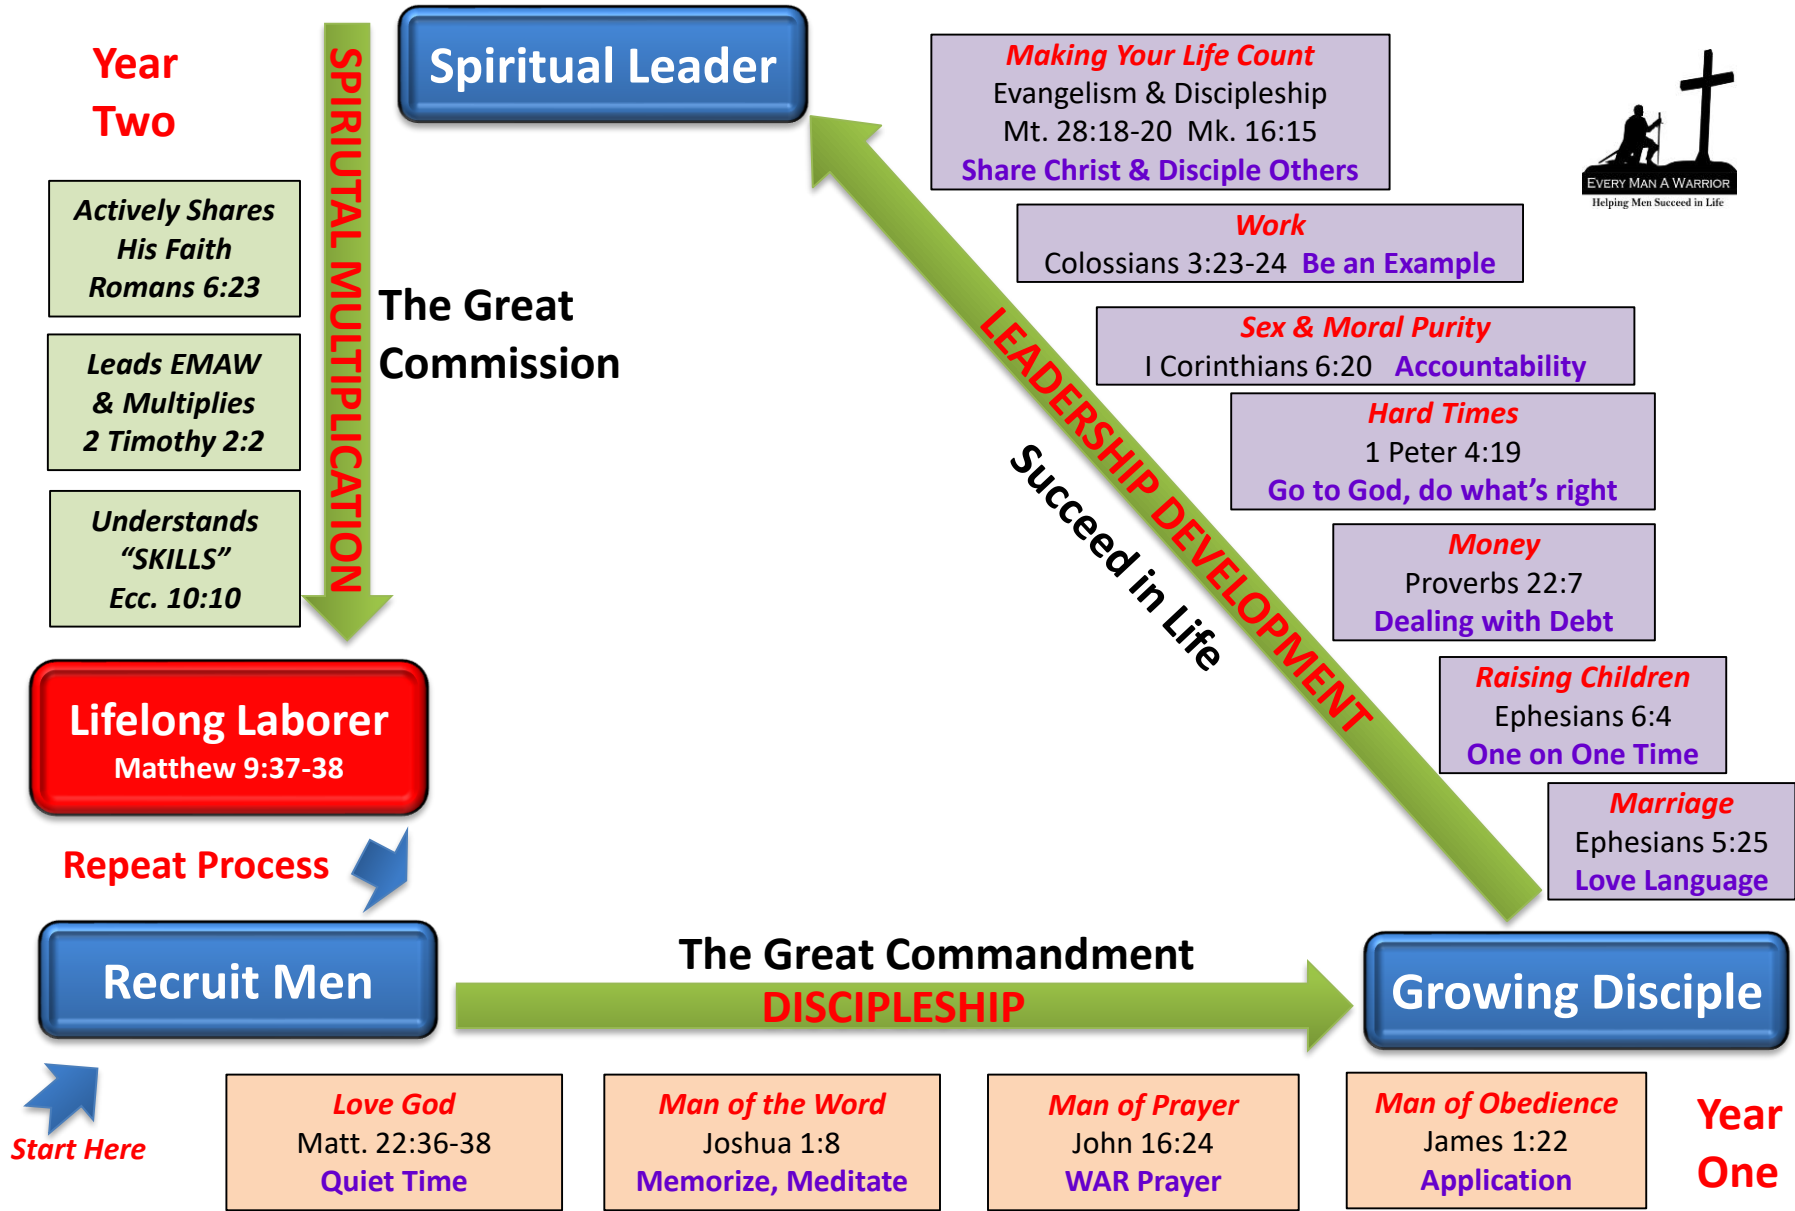 Year
Two
SPIRIUTAL MULTIPLICATION
Spiritual Leader
Making Your Life Count
Evangelism & Discipleship
Mt. 28:18-20 Mk. 16:15
Share Christ & Disciple Others
EVERY MAN A WARRIOR
Helping Men Succeed in Life
Actively Shares
His Faith
Romans 6:23
Work
Colossians 3:23-24 Be an Example
The Great
Commission
Sex & Moral Purity
I Corinthians 6:20 Accountability
Leads EMAW
& Multiplies
2 Timothy 2:2
LEADERSHIP DEVELOPMENT
Succeed in Life
Hard Times
1 Peter 4:19
Go to God, do what’s right
Understands
“SKILLS”
Ecc. 10:10
Money
Proverbs 22:7
Dealing with Debt
Lifelong Laborer
Matthew 9:37-38
Raising Children
Ephesians 6:4
One on One Time
Marriage
Ephesians 5:25
Love Language
Repeat Process
Recruit Men
The Great Commandment
DISCIPLESHIP
Growing Disciple
Start Here
Love God
Matt. 22:36-38
Quiet Time
Man of the Word
Joshua 1:8
Memorize, Meditate
Man of Prayer
John 16:24
WAR Prayer
Man of Obedience
James 1:22
Application
Year
One